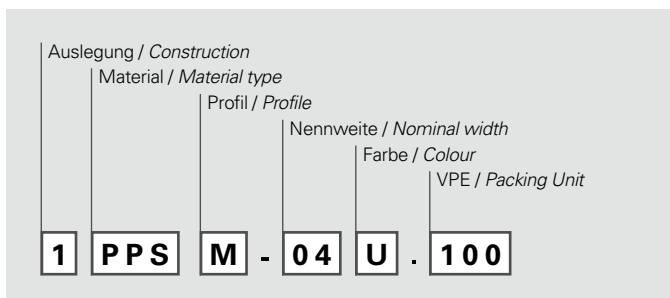 Auslegung / Construction
Material / Material type
Profil / Profile
Nennweite / Nominal width
Farbe / Colour
VPE / Packing Unit
1 PPS M - 04 U . 100